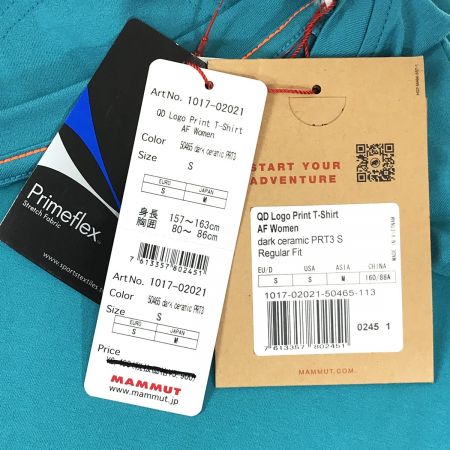 Primeflex
Stretch Fabric
www.sportstextiles
Art No. 1017-02021
QD Logo Print T-Shirt
AF Women
Color 50465 dark ceramic PRT3
Size S
EURO JAPAN
S M
身長 157~163cm
胸囲 80~ 86cm
7613357802451
Art No. 1017-02021
Color 50465 dark ceramic PRT3
Size S
EURO JAPAN
S M
Price
MAMMUT
www.mammut.jp
START YOUR
ADVENTURE
QD Logo Print T-Shirt
AF Women
dark ceramic PRT3 S
Regular Fit
EU/D USA ASIA CHINA
S S M 160/88A
1017-02021-50465-113
7 613357 802451
0245 1
MADE IN VIETNAM
MAMMUT.COM